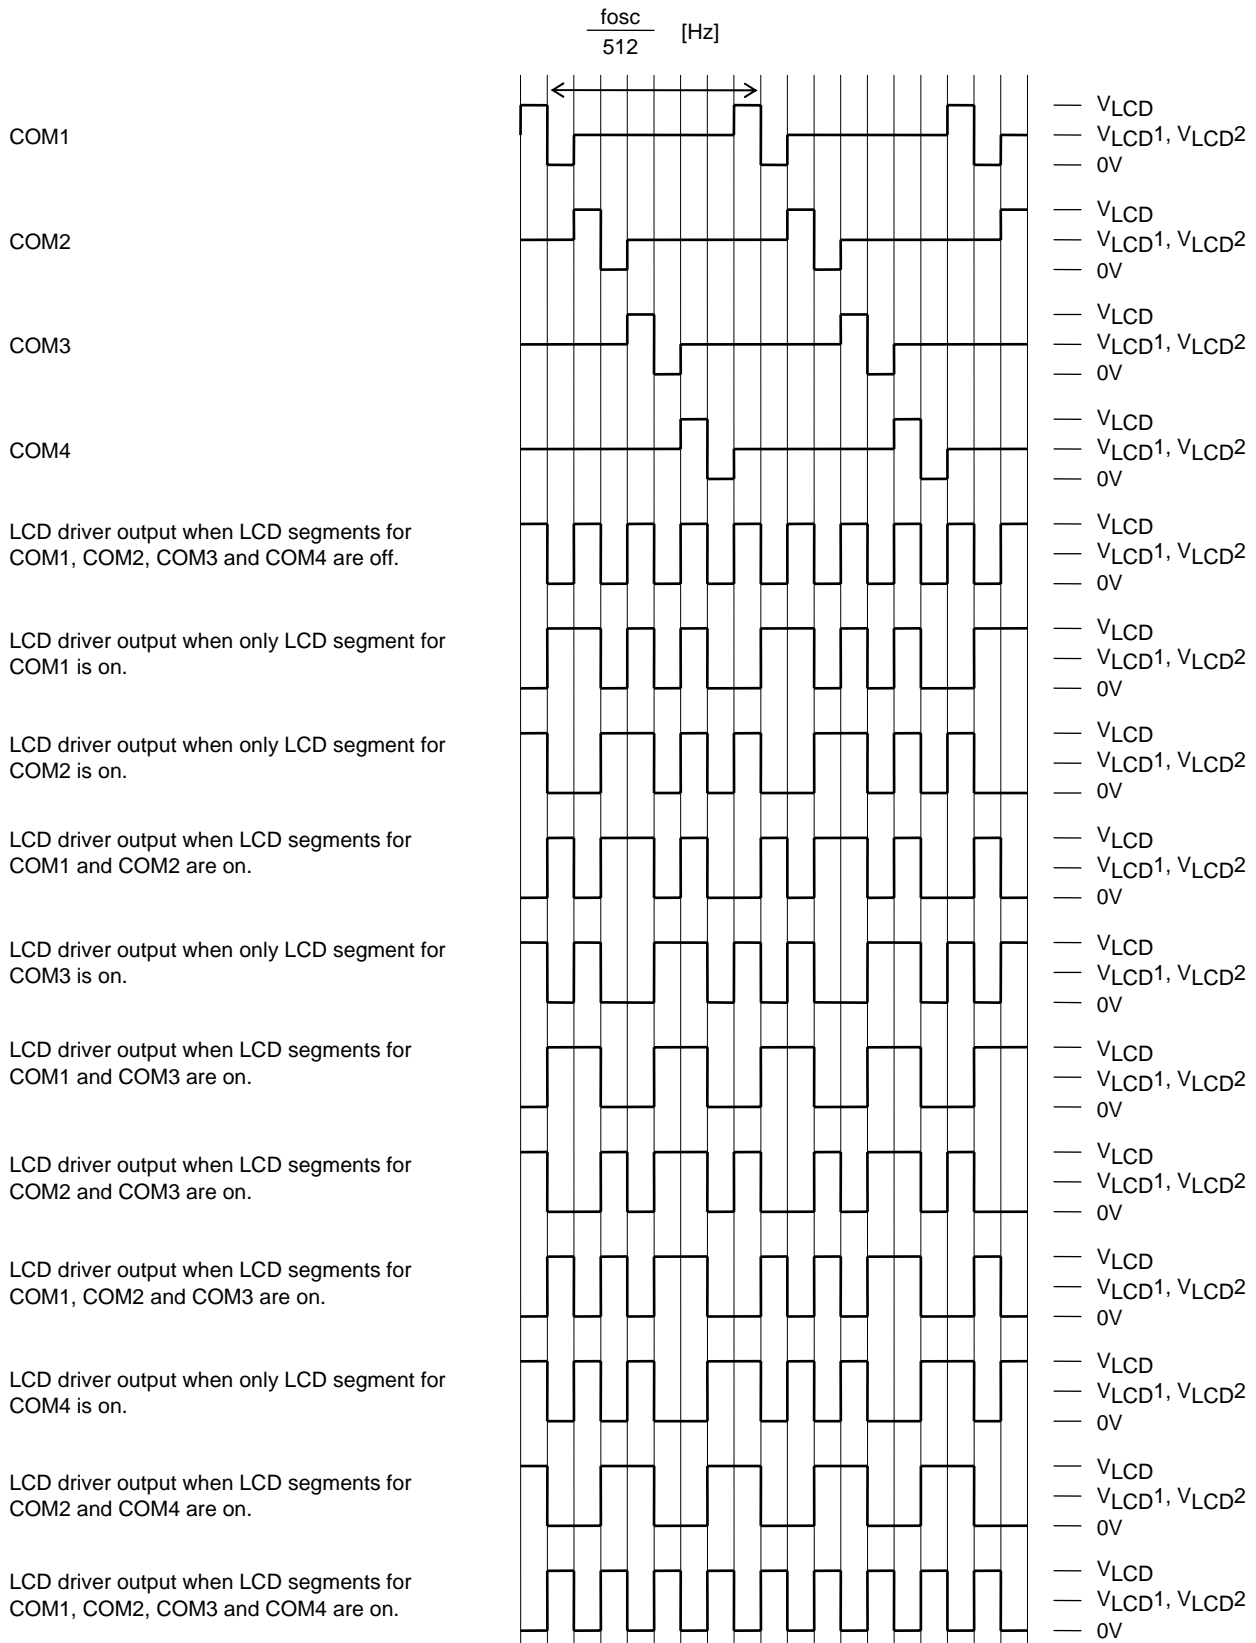 fosc
512
[Hz]
COM1
VLCD
VLCD1, VLCD2
0V
COM2
VLCD
VLCD1, VLCD2
0V
COM3
VLCD
VLCD1, VLCD2
0V
COM4
VLCD
VLCD1, VLCD2
0V
LCD driver output when LCD segments for
COM1, COM2, COM3 and COM4 are off.
VLCD
VLCD1, VLCD2
0V
LCD driver output when only LCD segment for
COM1 is on.
VLCD
VLCD1, VLCD2
0V
LCD driver output when only LCD segment for
COM2 is on.
VLCD
VLCD1, VLCD2
0V
LCD driver output when LCD segments for
COM1 and COM2 are on.
VLCD
VLCD1, VLCD2
0V
LCD driver output when only LCD segment for
COM3 is on.
VLCD
VLCD1, VLCD2
0V
LCD driver output when LCD segments for
COM1 and COM3 are on.
VLCD
VLCD1, VLCD2
0V
LCD driver output when LCD segments for
COM2 and COM3 are on.
VLCD
VLCD1, VLCD2
0V
LCD driver output when LCD segments for
COM1, COM2 and COM3 are on.
VLCD
VLCD1, VLCD2
0V
LCD driver output when only LCD segment for
COM4 is on.
VLCD
VLCD1, VLCD2
0V
LCD driver output when LCD segments for
COM2 and COM4 are on.
VLCD
VLCD1, VLCD2
0V
LCD driver output when LCD segments for
COM1, COM2, COM3 and COM4 are on.
VLCD
VLCD1, VLCD2
0V